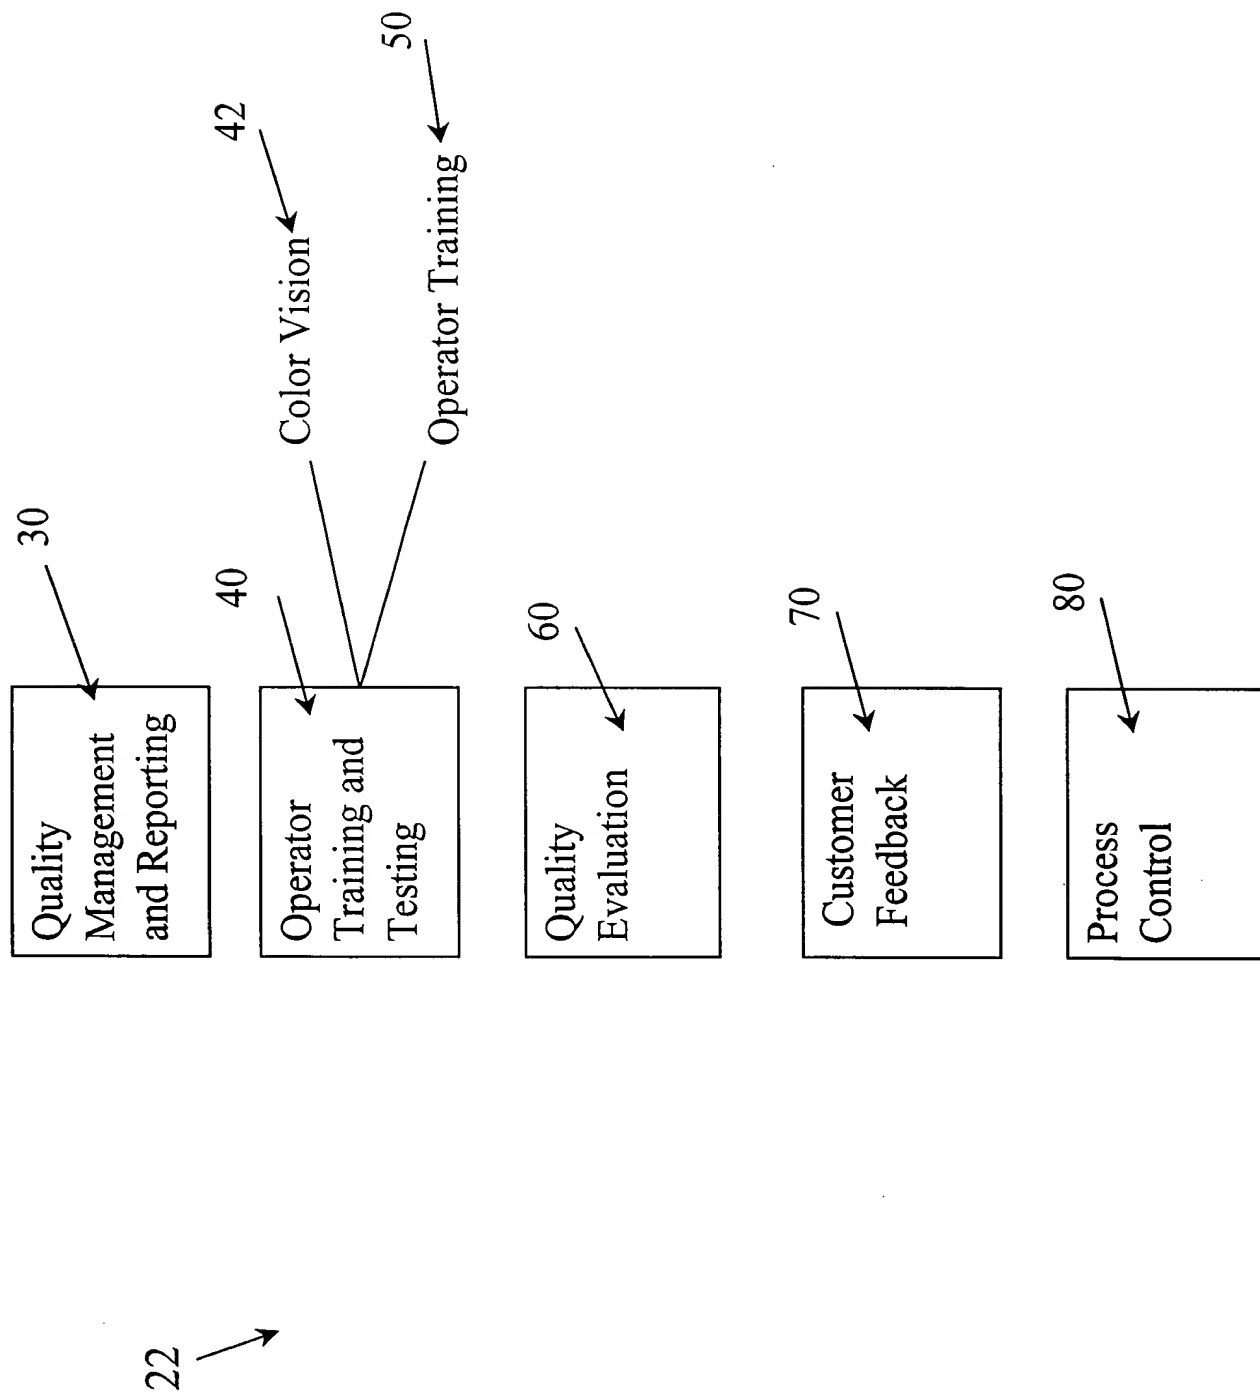 22
30
Quality
Management
and Reporting
40
Operator
Training and
Testing
42
Color Vision
50
Operator Training
60
Quality
Evaluation
70
Customer
Feedback
80
Process
Control